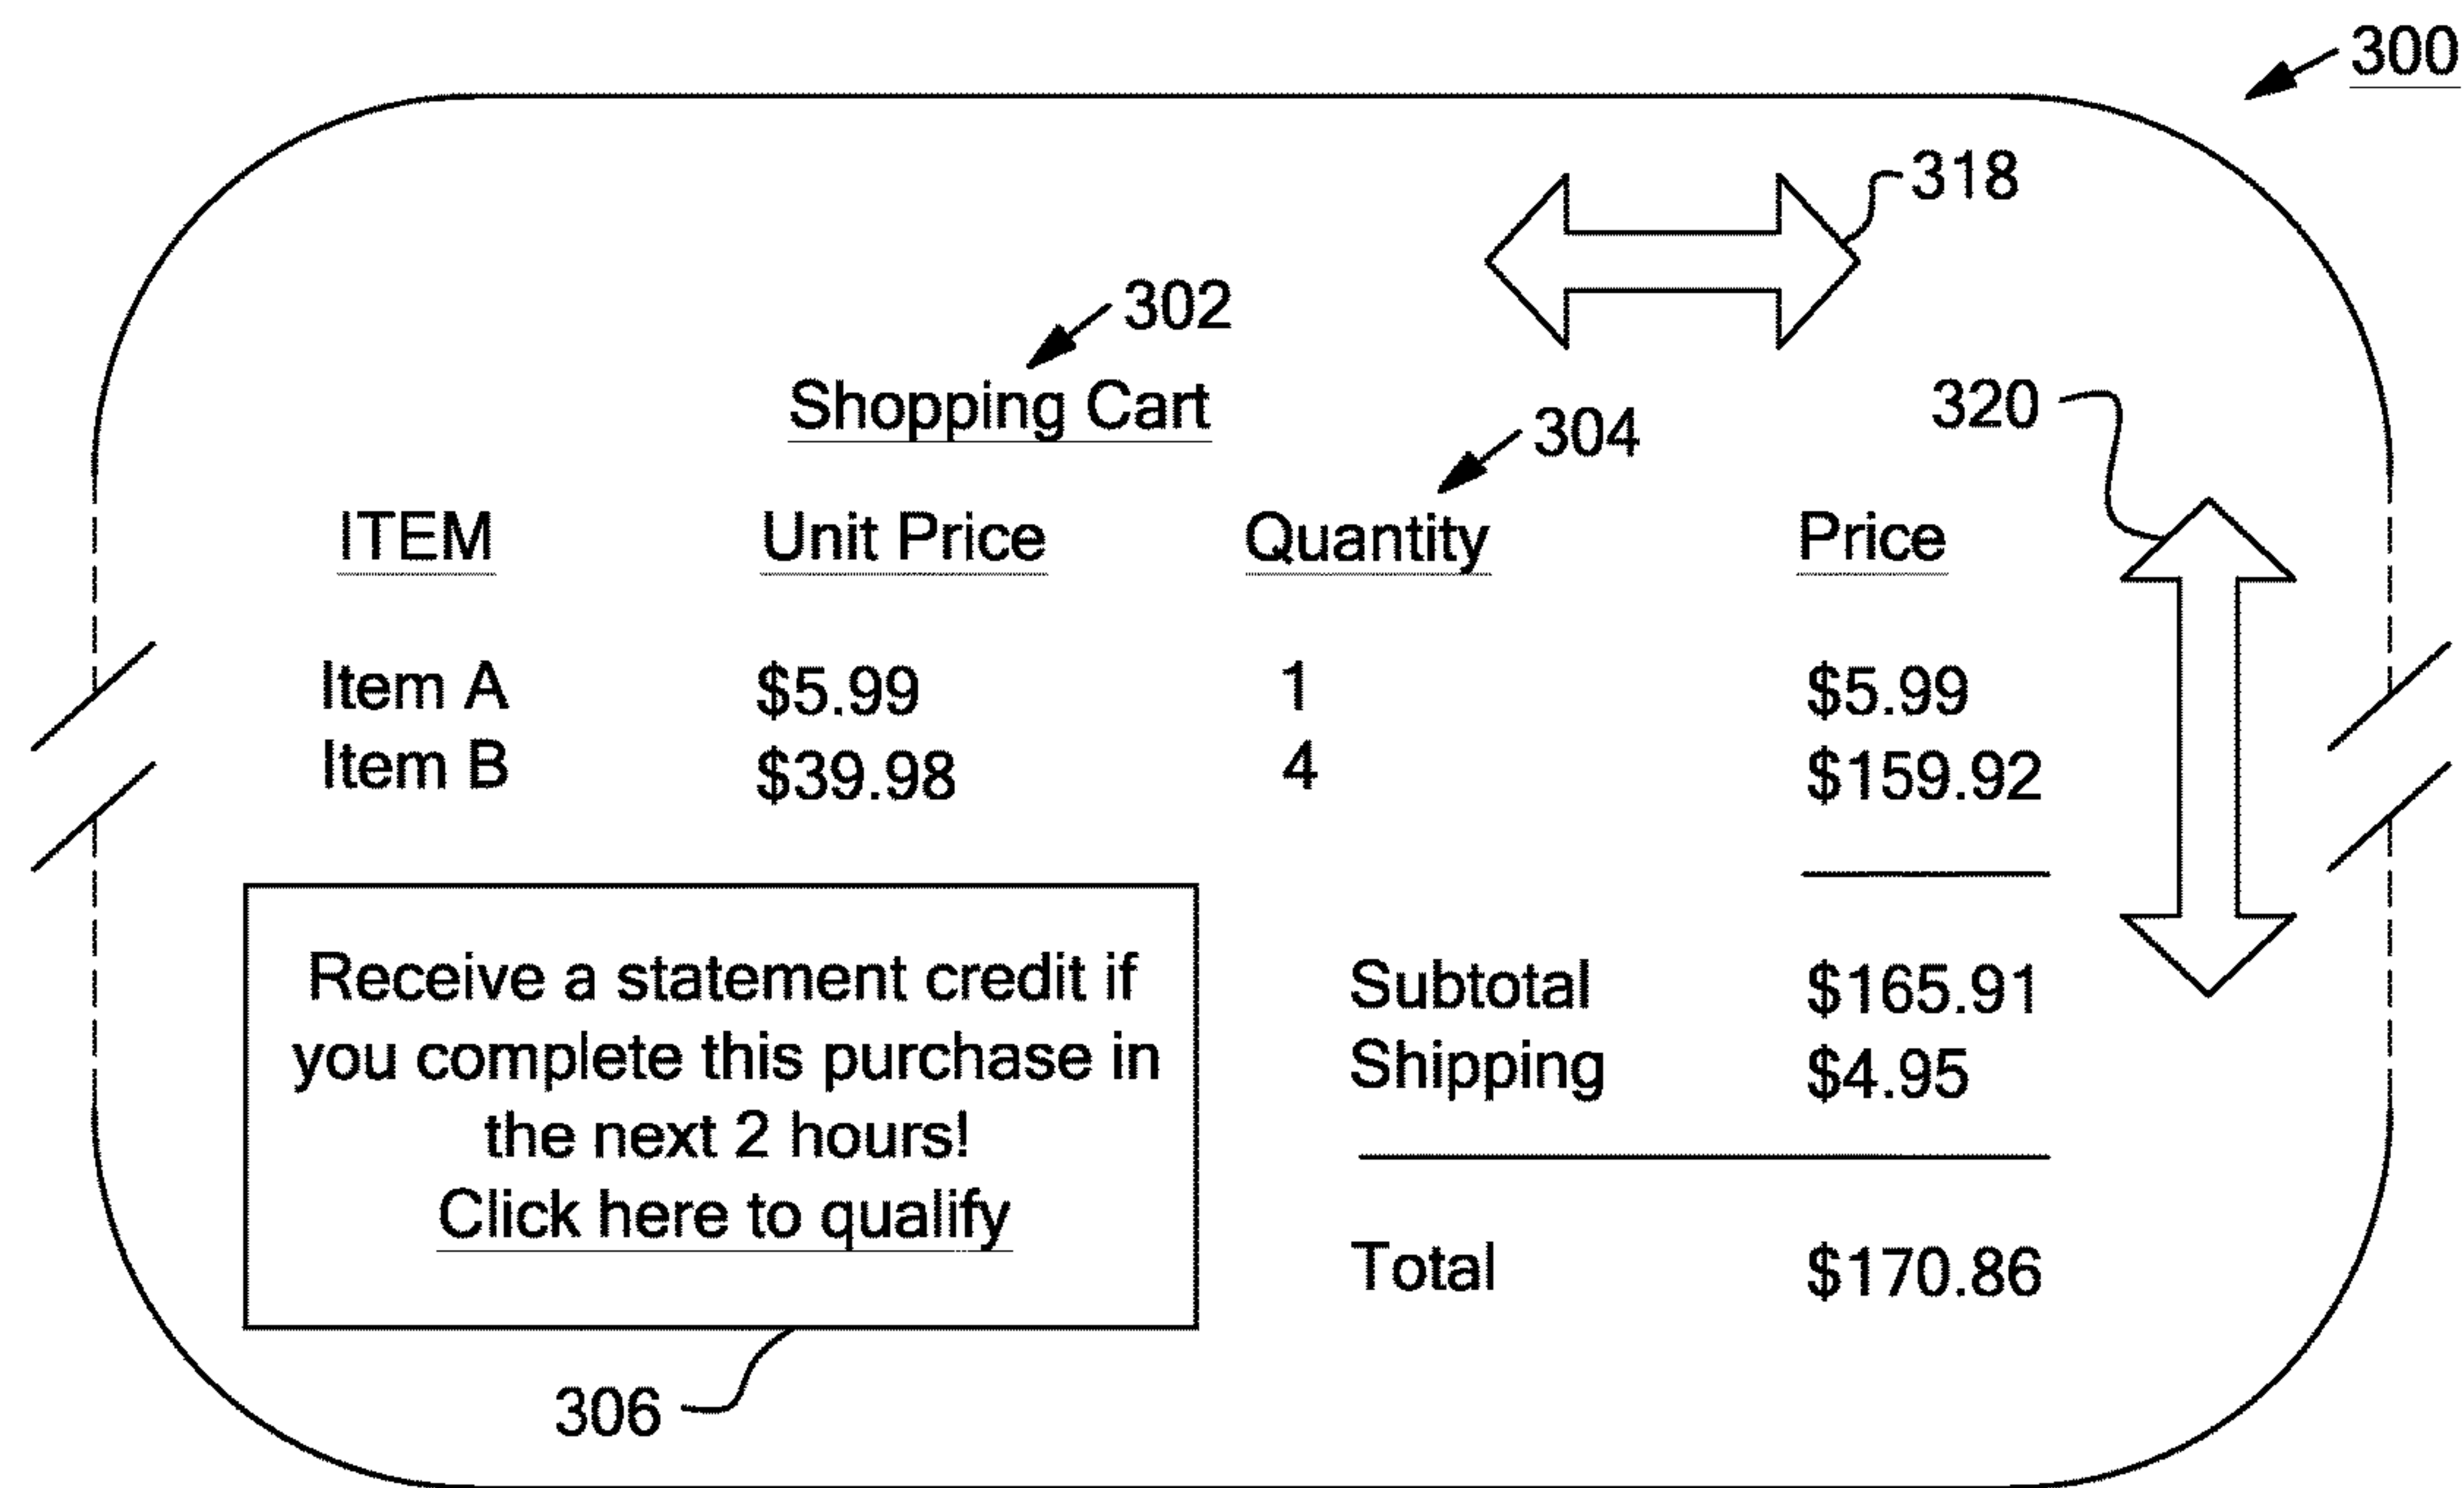 300
318
302
Shopping Cart
304
320
ITEM Unit Price Quantity Price
Item A $5.99 1 $5.99
Item B $39.98 4 $159.92
Receive a statement credit if
you complete this purchase in
the next 2 hours!
Click here to qualify
Subtotal $165.91
Shipping $4.95
Total $170.86
306